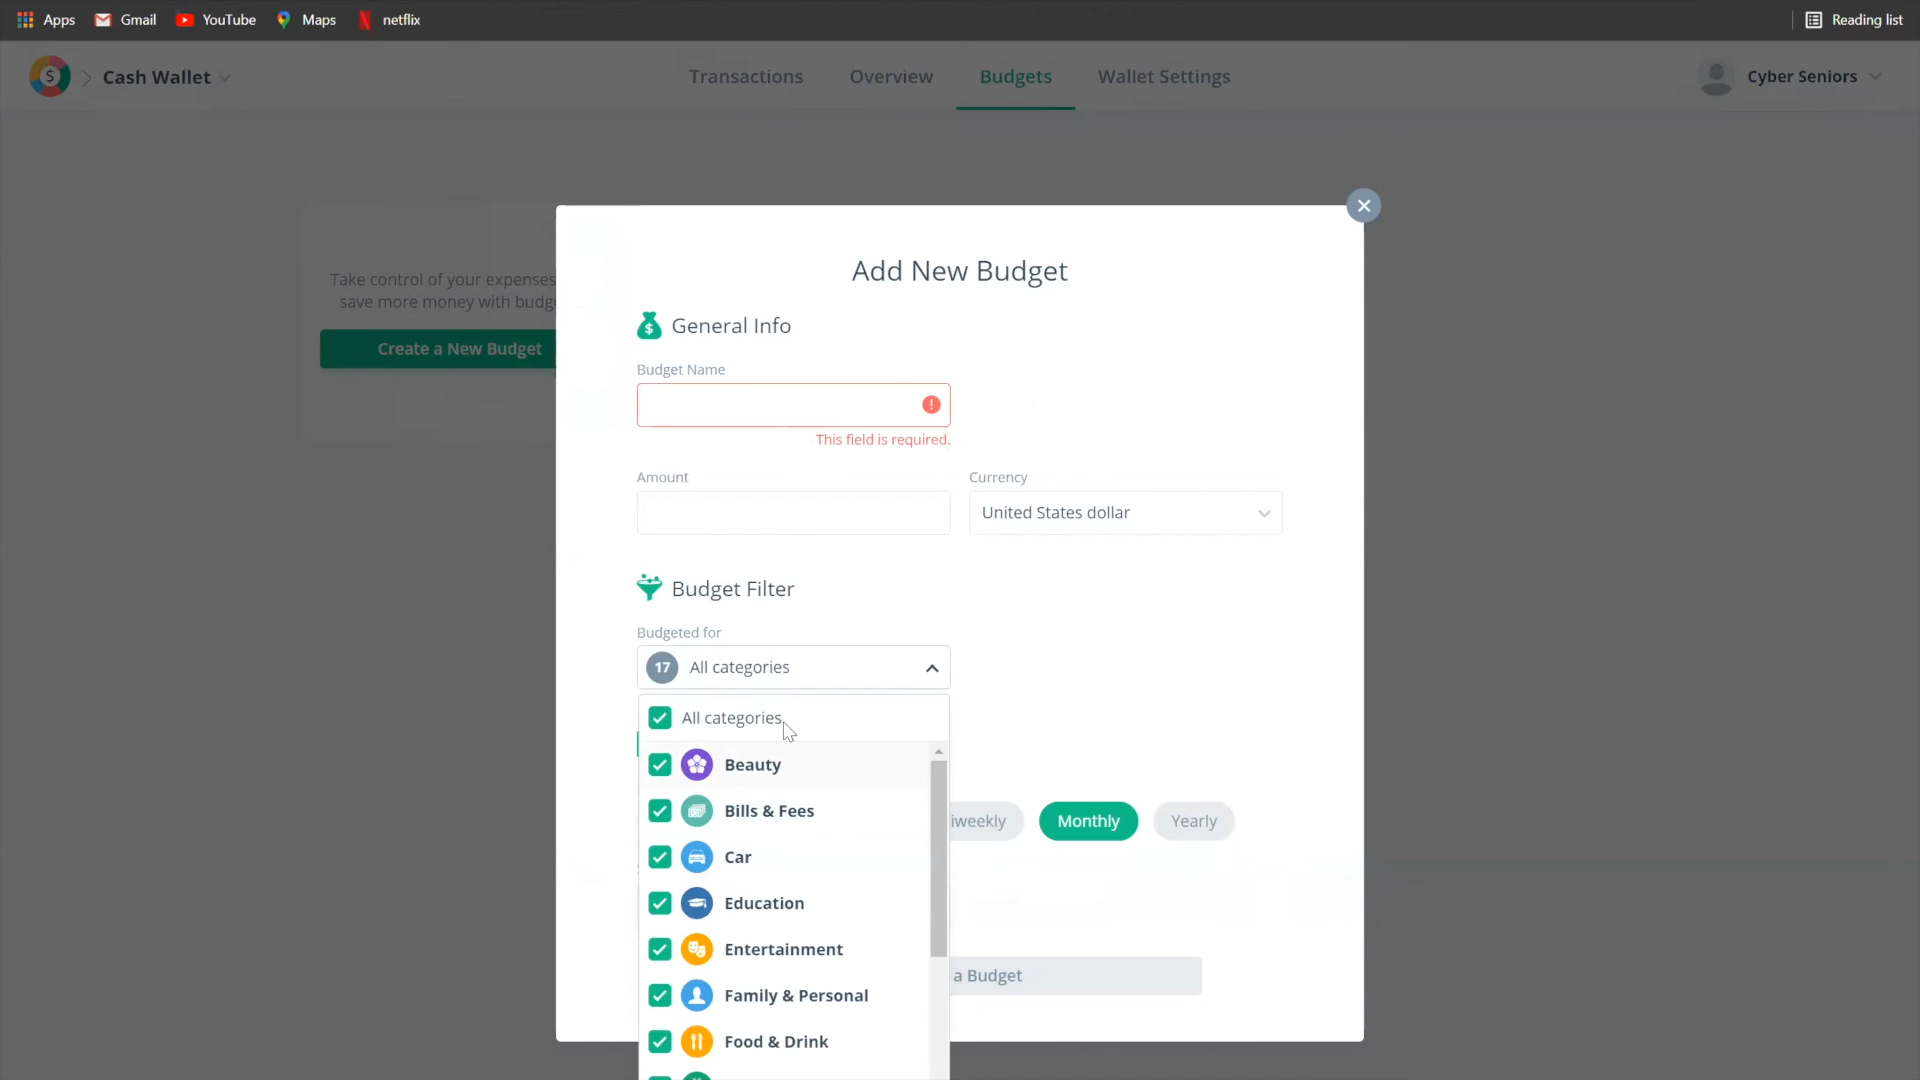 Apps Gmail YouTube Maps netflix Reading list
Cash Wallet Transactions Overview Budgets Wallet Settings Cyber Seniors
Add New Budget
Take control of your expenses
save more money with
Create a New Budget
General Info
Budget Name
This field is required.
Amount Currency
United States dollar
Budget Filter
Budgeted for
17 All categories
All categories
Beauty
Bills & Fees
Monthly Yearly
Car
Education
Entertainment
a Budget
Family & Personal
Food & Drink